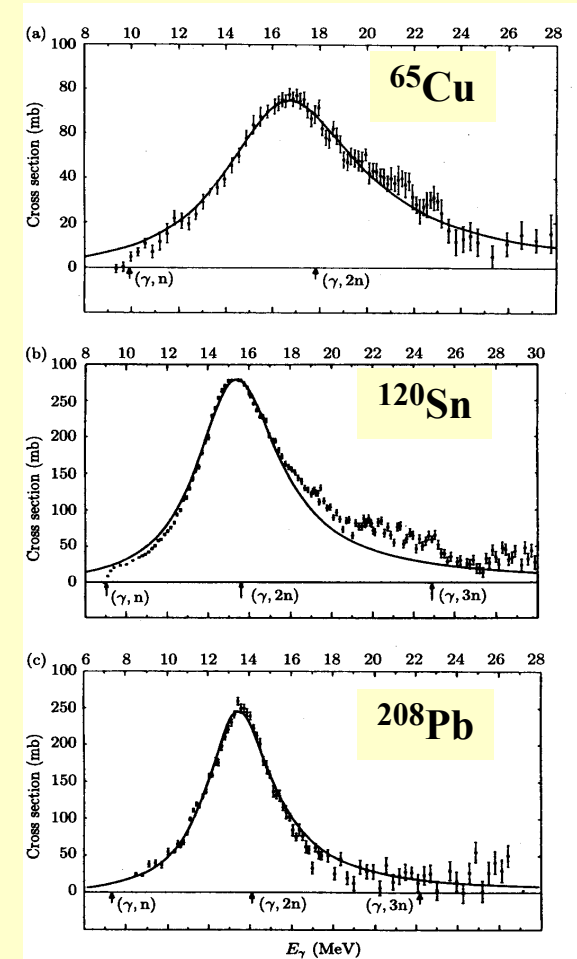 (a) 8 10 12 14 16 18 20 22 24 26 28
100
80
80
40
20
0
Cross section (mb)
⁶⁵Cu
(γ, n) (γ, 2n)
(b) 8 10 12 14 16 18 20 22 24 26 28 30
300
250
200
150
100
50
0
Cross section (mb)
¹²⁰Sn
(γ, n) (γ, 2n) (γ, 3n)
(c) 6 8 10 12 14 16 18 20 22 24 26 28
100
250
200
150
100
50
0
Cross section (mb)
²⁰⁸Pb
(γ, n) (γ, 2n) (γ, 3n)
Eγ (MeV)